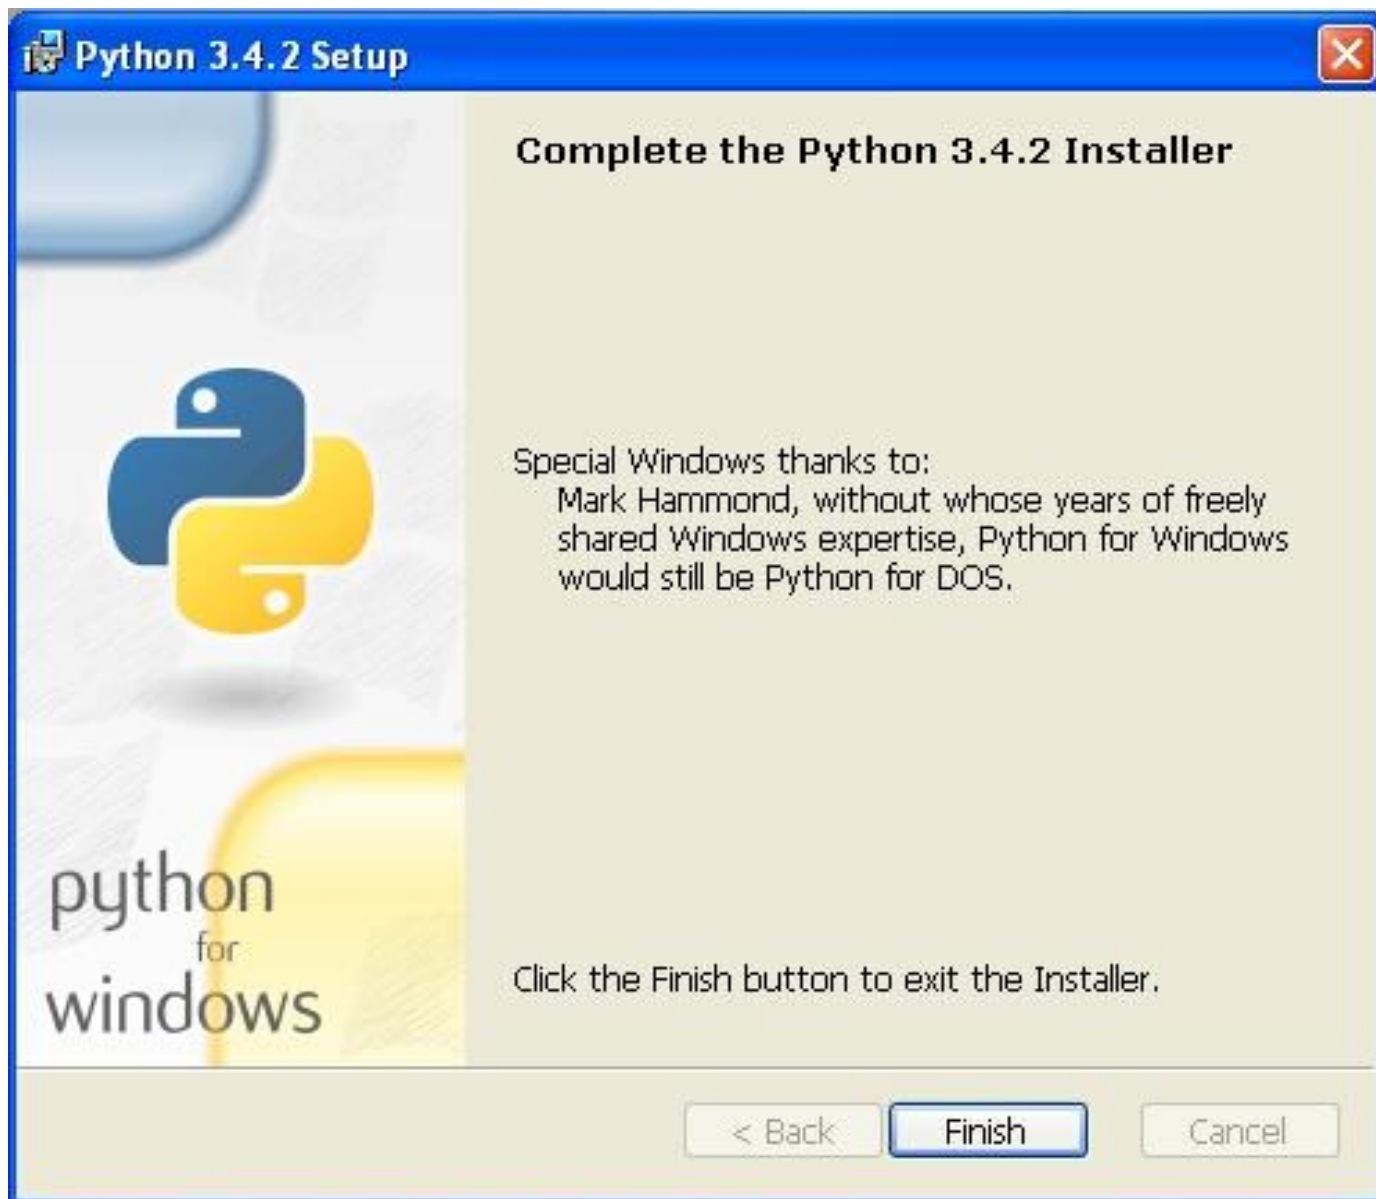 Python 3.4.2 Setup
Complete the Python 3.4.2 Installer
Special Windows thanks to:
Mark Hammond, without whose years of freely
shared Windows expertise, Python for Windows
would still be Python for DOS.
python
for
windows
Click the Finish button to exit the Installer.
< Back
Finish
Cancel